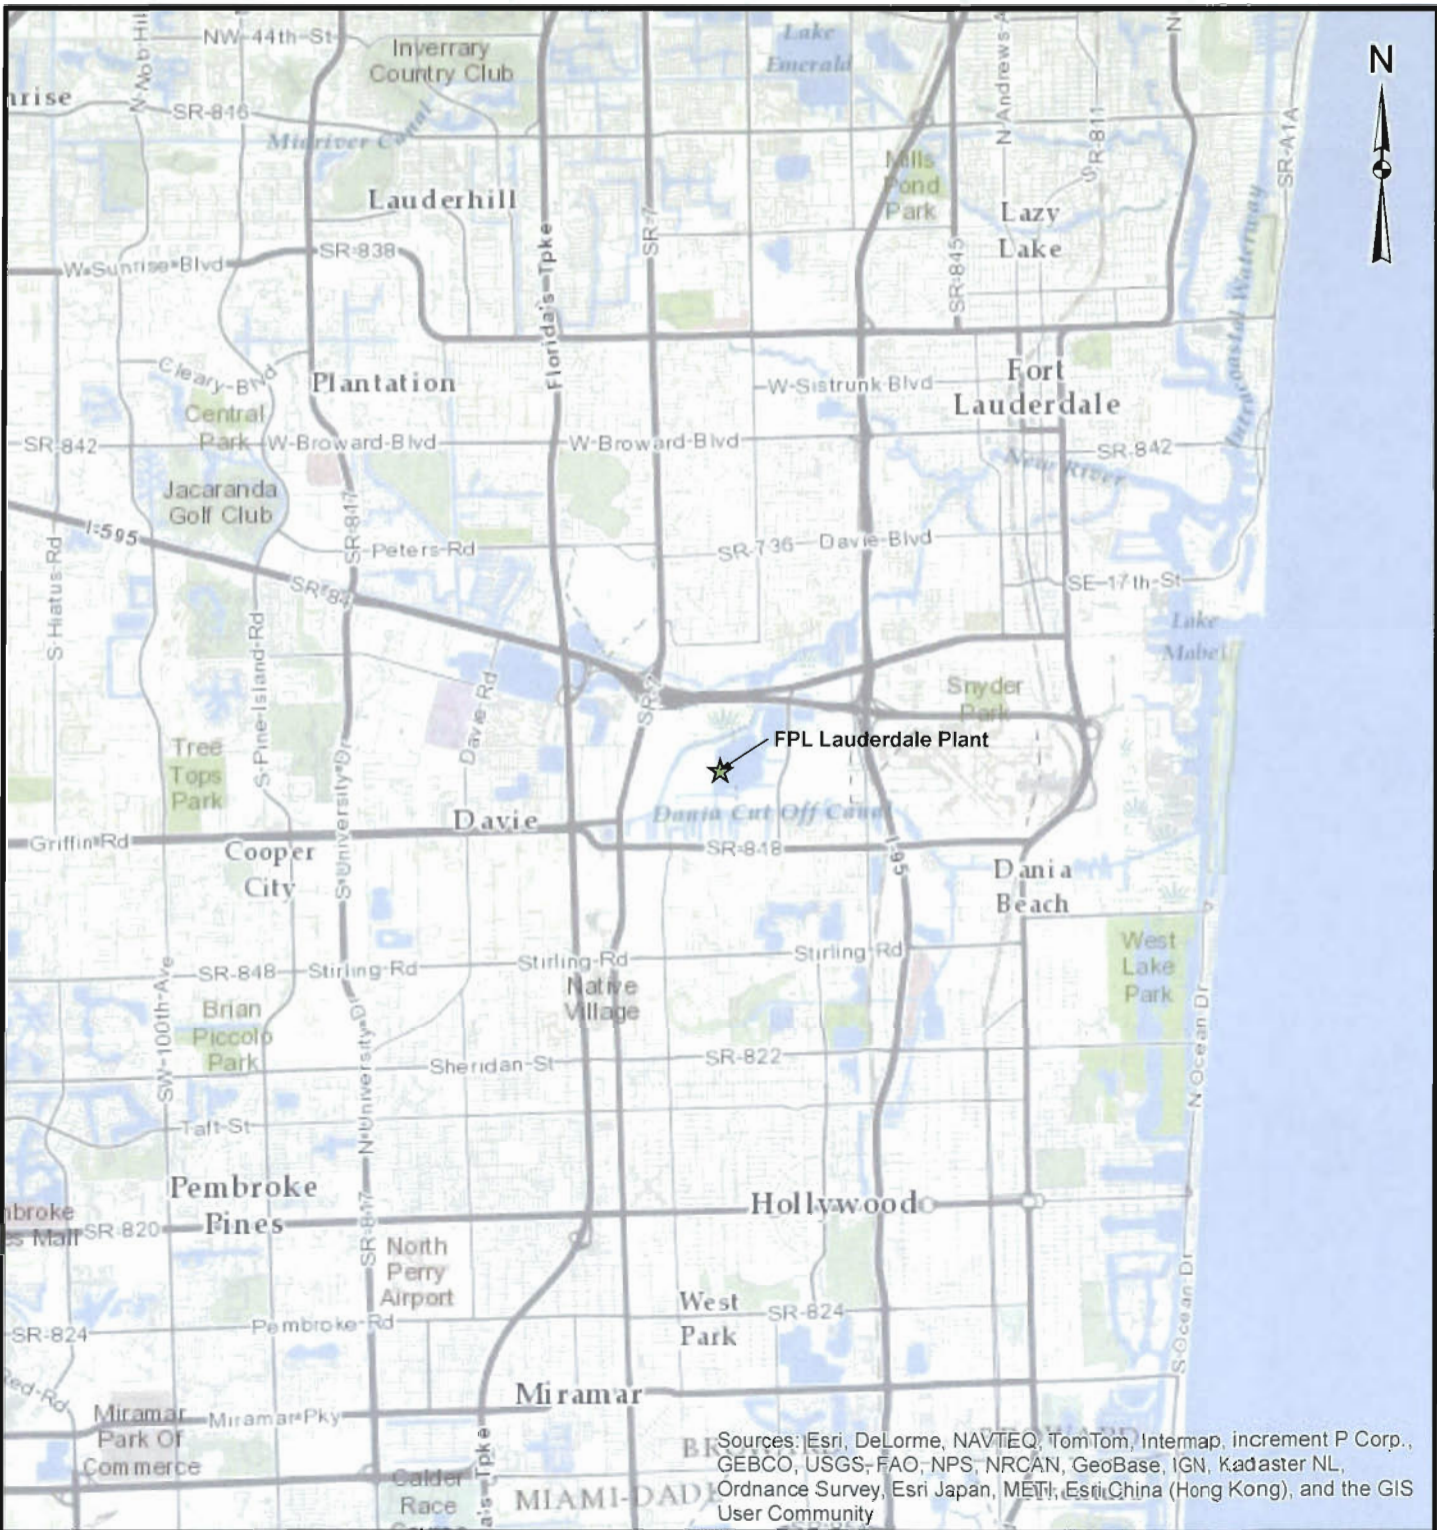 NW 44th-St
Inverrary
Country Club
Lake
Emerald
N
SR-816
SR-811
SR-A1A
Mills
Pond
Park
Lauderhill
Lazy
Lake
SR-7
SR-845
Florida's-Tpke
Intracoastal Waterway
W-Sunrise-Blvd
SR-838
Cleary-Blvd
Plantation
W-Sistrunk Blvd
Fort
Lauderdale
Central
Park
SR-842
W-Broward-Blvd
W-Broward-Blvd
SR-842
New River
Jacaranda
Golf Club
I-595
SR-817
Peters-Rd
SR-736
Davie-Blvd
SE-17th-St
S-Hiatus-Rd
SR-84
Lake
Mabel
S-Pine-Island-Rd
Davie-Rd
SR-7
Snyder
Park
FPL Lauderdale Plant
Tree
Tops
Park
S-University-Dr
Dania Cut Off Canal
Davie
Griffin-Rd
SR-818
Cooper
City
I-95
Dania
Beach
SR-848
Stirling-Rd
Stirling-Rd
Stirling-Rd
West
Lake
Park
Native
Village
SW-100th-Ave
Brian
Piccolo
Park
N-University-Dr
Sheridan-St
SR-822
N Ocean Dr
Taft-St
Pembroke
Pines
Hollywood
SR-820
SR-817
North
Perry
Airport
West
Park
SR-824
SR-824
Pembroke-Rd
S Ocean Dr
Miramar
Miramar
Park Of
Commerce
Miramar-Pky
Calder
Race
MIAMI-DAD
Sources: Esri, DeLorme, NAVTEQ, TomTom, Intermap, increment P Corp.,
GEBCO, USGS, FAO, NPS, NRCAN, GeoBase, IGN, Kadaster NL,
Ordnance Survey, Esri Japan, METI, Esri China (Hong Kong), and the GIS
User Community